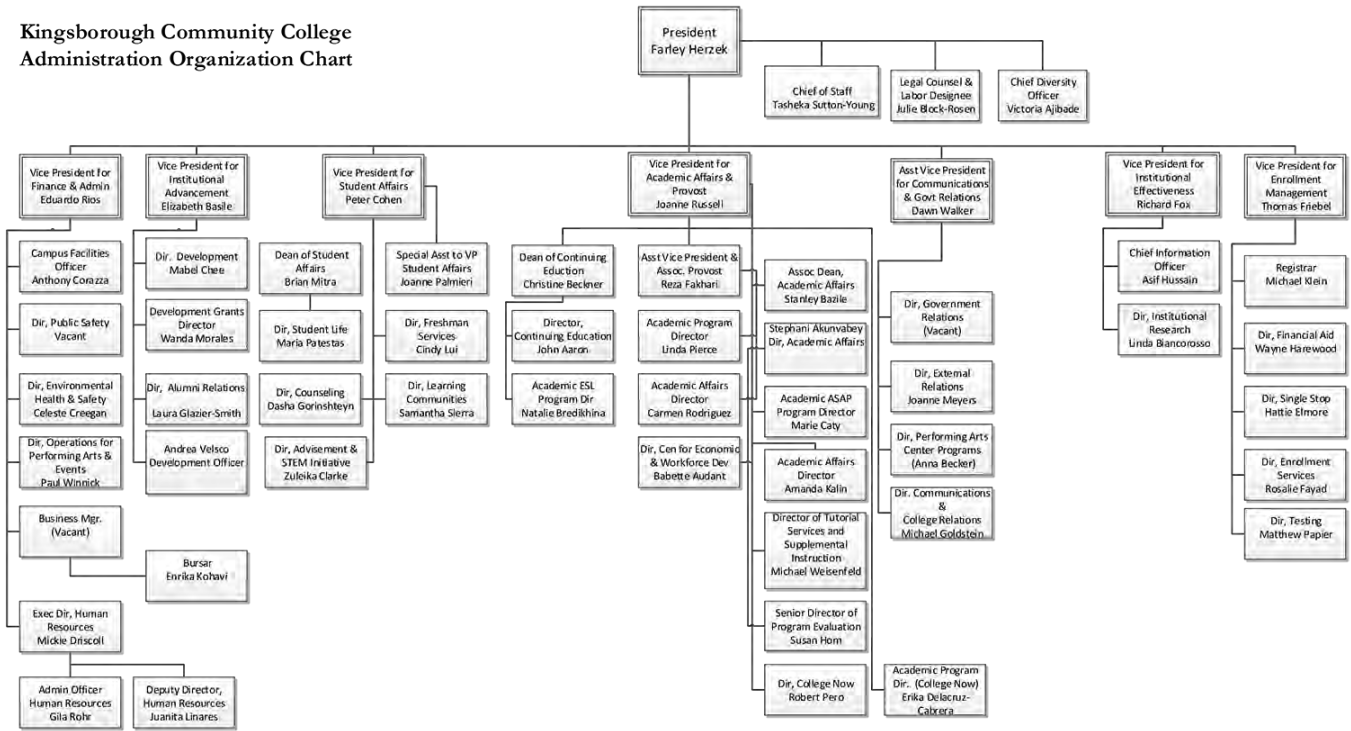 Kingsborough Community College
Administration Organization Chart
President
Farley Herzek
Chief of Staff
Tasheka Sutton-Young
Legal Counsel &
Labor Designee
Julie Block-Rosen
Chief Diversity
Officer
Victoria Ajibade
Vice President for
Finance & Admin
Eduardo Rios
Vice President for
Institutional
Advancement
Elizabeth Basile
Vice President for
Student Affairs
Peter Cohen
Vice President for
Academic Affairs &
Provost
Joanne Russell
Asst Vice President
for Communications
& Govt Relations
Dawn Walker
Vice President for
Institutional
Effectiveness
Richard Fox
Vice President for
Enrollment
Management
Thomas Friebel
Campus Facilities
Officer
Anthony Corazza
Dir, Public Safety
Vacant
Dir, Environmental
Health & Safety
Celeste Creegan
Dir, Operations for
Performing Arts &
Events
Paul Winnick
Business Mgr.
(Vacant)
Bursar
Enrika Kohavi
Exec Dir, Human
Resources
Mickie Driscoll
Admin Officer
Human Resources
Gila Rohr
Deputy Director,
Human Resources
Juanita Linares
Dir. Development
Mabel Chee
Development Grants
Director
Wanda Morales
Dir, Alumni Relations
Laura Glazier-Smith
Andrea Velsco
Development Officer
Dean of Student
Affairs
Brian Mitra
Dir, Student Life
Maria Patestas
Dir, Counseling
Dasha Gorinshteyn
Dir, Advisement &
STEM Initiative
Zuleika Clarke
Special Asst to VP
Student Affairs
Joanne Palmieri
Dir, Freshman
Services
Cindy Lui
Dir, Learning
Communities
Samantha Sierra
Dean of Continuing
Eduction
Christine Beckner
Director,
Continuing Education
John Aaron
Academic ESL
Program Dir
Natalie Bredikhina
Asst Vice President &
Assoc. Provost
Reza Fakhari
Academic Program
Director
Linda Pierce
Academic Affairs
Director
Carmen Rodriguez
Dir, Cen for Economic
& Workforce Dev
Babette Audant
Assoc Dean,
Academic Affairs
Stanley Bazile
Stephani Akunvabey
Dir, Academic Affairs
Academic ASAP
Program Director
Marie Caty
Academic Affairs
Director
Amanda Kalin
Director of Tutorial
Services and
Supplemental
Instruction
Michael Weisenfeld
Senior Director of
Program Evaluation
Susan Horn
Dir, College Now
Robert Pero
Academic Program
Dir. (College Now)
Erika Delacruz-
Cabrera
Dir, Government
Relations
(Vacant)
Dir, External
Relations
Joanne Meyers
Dir, Performing Arts
Center Programs
(Anna Becker)
Dir. Communications
&
College Relations
Michael Goldstein
Chief Information
Officer
Asif Hussain
Dir, Institutional
Research
Linda Biancorosso
Registrar
Michael Klein
Dir, Financial Aid
Wayne Harewood
Dir, Single Stop
Hattie Elmore
Dir, Enrollment
Services
Rosalie Fayad
Dir, Testing
Matthew Papier